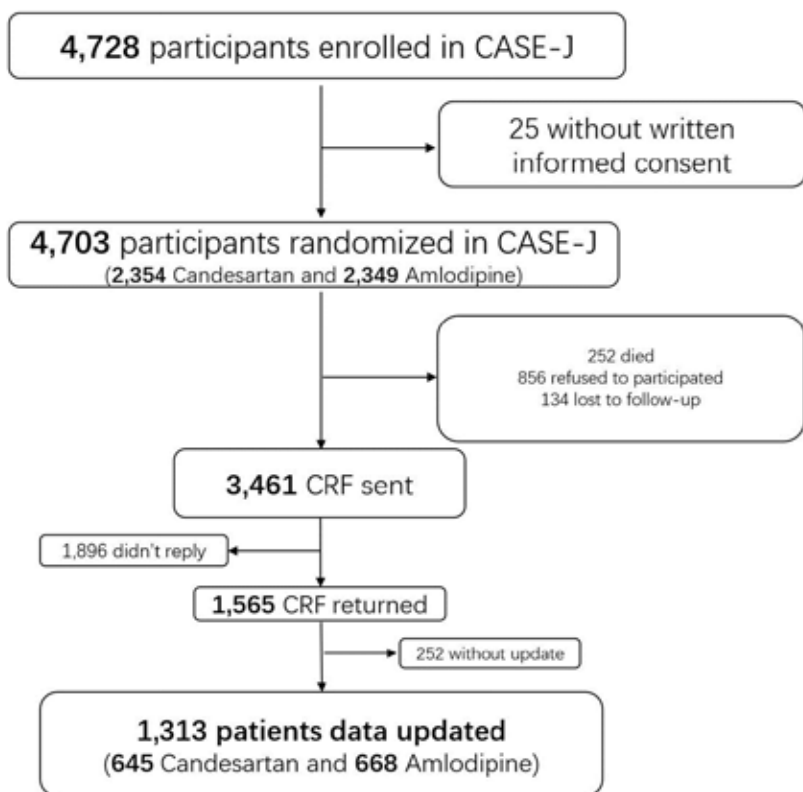 4,728 participants enrolled in CASE-J
25 without written
informed consent
4,703 participants randomized in CASE-J
(2,354 Candesartan and 2,349 Amlodipine)
252 died
856 refused to participated
134 lost to follow-up
3,461 CRF sent
1,896 didn't reply
1,565 CRF returned
252 without update
1,313 patients data updated
(645 Candesartan and 668 Amlodipine)